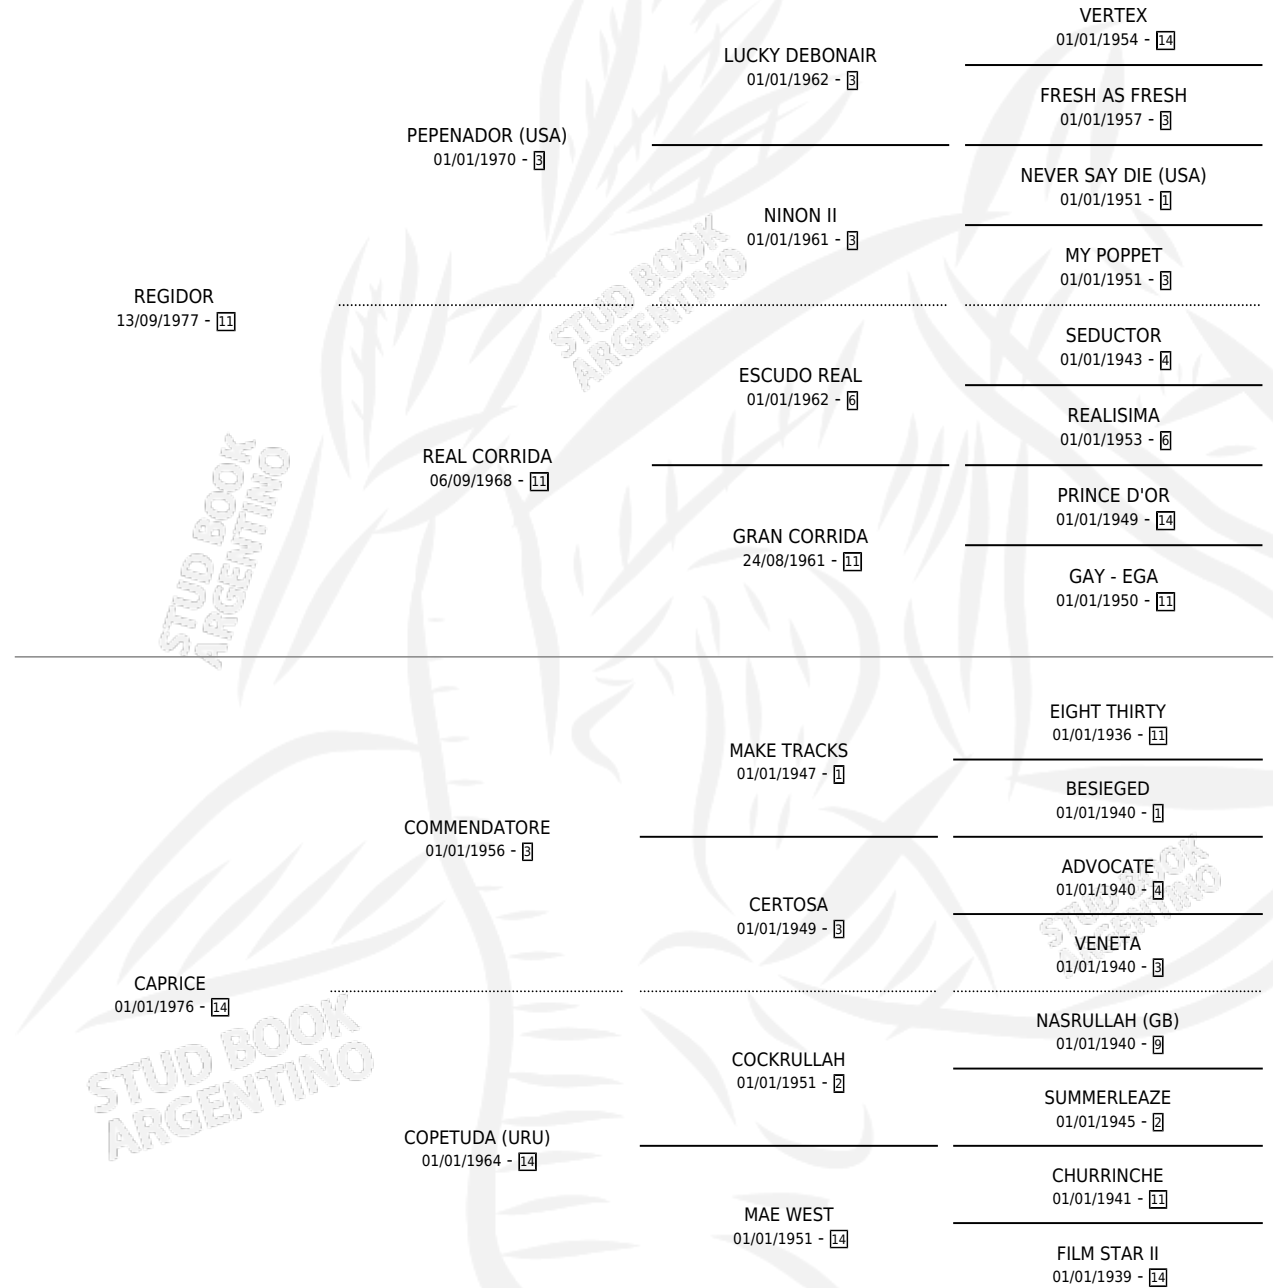 VERTEX
01/01/1954 - 14
LUCKY DEBONAIR
01/01/1962 - 3
FRESH AS FRESH
01/01/1957 - 3
PEPENADOR (USA)
01/01/1970 - 3
NEVER SAY DIE (USA)
01/01/1951 - 1
NINON II
01/01/1961 - 3
MY POPPET
01/01/1951 - 3
REGIDOR
13/09/1977 - 11
SEDUCTOR
01/01/1943 - 4
ESCUDO REAL
01/01/1962 - 6
REALISIMA
01/01/1953 - 6
REAL CORRIDA
06/09/1968 - 11
PRINCE D'OR
01/01/1949 - 14
GRAN CORRIDA
24/08/1961 - 11
GAY - EGA
01/01/1950 - 11
EIGHT THIRTY
01/01/1936 - 11
MAKE TRACKS
01/01/1947 - 1
BESIEGED
01/01/1940 - 1
COMMENDATORE
01/01/1956 - 3
ADVOCATE
01/01/1940 - 4
CERTOSA
01/01/1949 - 3
VENETA
01/01/1940 - 3
CAPRICE
01/01/1976 - 14
NASRULLAH (GB)
01/01/1940 - 9
COCKRULLAH
01/01/1951 - 2
SUMMERLEAZE
01/01/1945 - 2
COPETUDA (URU)
01/01/1964 - 14
CHURRINCHE
01/01/1941 - 11
MAE WEST
01/01/1951 - 14
FILM STAR II
01/01/1939 - 14
STUD BOOK
ARGENTINO
STUD BOOK
ARGENTINO
STUD BOOK
ARGENTINO
STUD BOOK
ARGENTINO